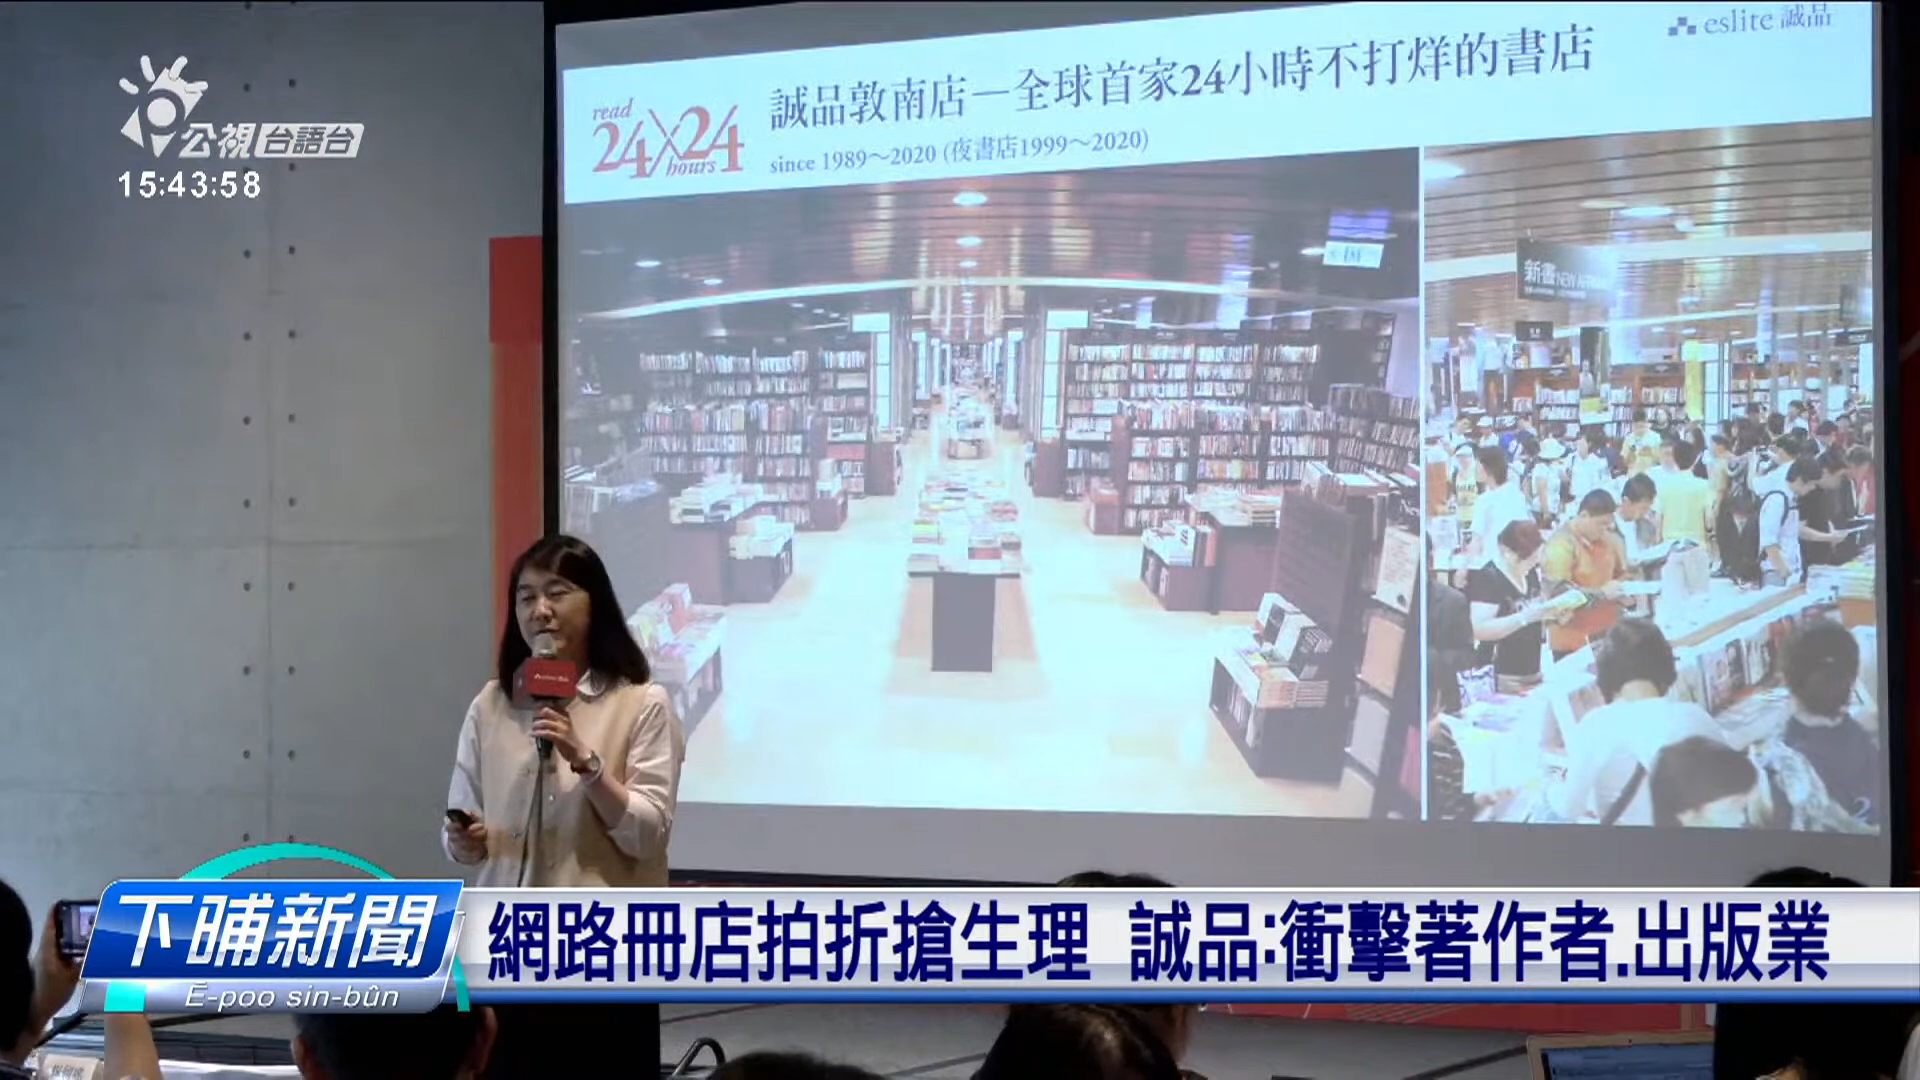 公視台語台
15:43:58
eslite 誠品
read
24X24
hours
誠品敦南店—全球首家24小時不打烊的書店
since 1989～2020 (夜書店1999～2020)
新書 NEW
2
下晡新聞
Ē-poo sin-bûn
網路冊店拍折搶生理 誠品:衝擊著作者.出版業